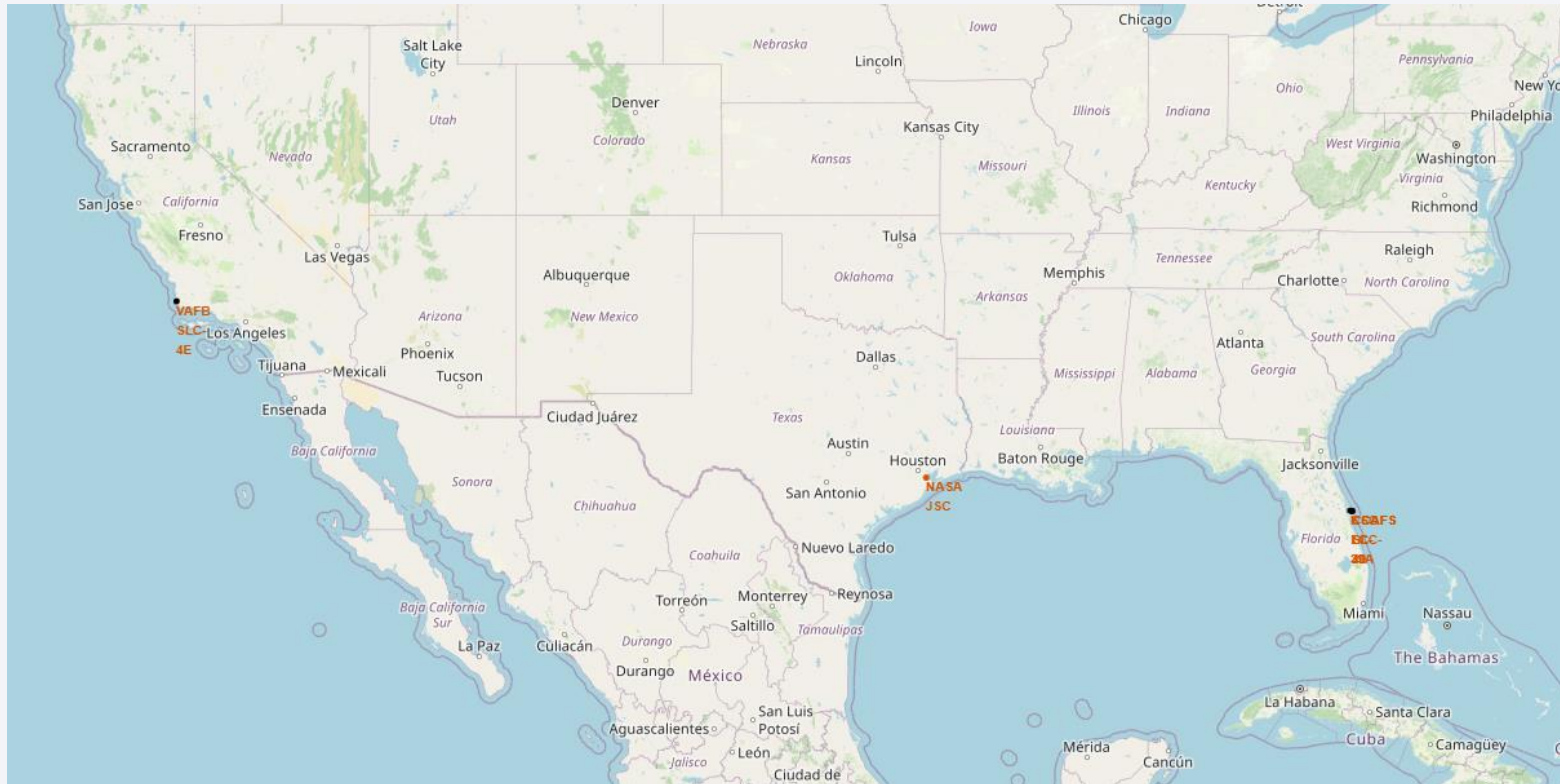 Chicago
Iowa
Nebraska
Salt Lake
City
Lincoln
Pennsylvania
Ohio
New Yo
Denver
Utah
Illinois
Indiana
Philadelphia
Colorado
Kansas City
Sacramento
Nevada
Kansas
Missouri
West Virginia
Washington
Virginia
Kentucky
San Jose
California
Richmond
Fresno
Tulsa
Las Vegas
Raleigh
Tennessee
Albuquerque
Oklahoma
Memphis
Charlotte
North Carolina
Arkansas
VAFB
SLC-
4E
Los Angeles
Arizona
New Mexico
South Carolina
Atlanta
Phoenix
Dallas
Tijuana
Mexicali
Tucson
Mississippi
Alabama
Georgia
Ensenada
Ciudad Juárez
Texas
Louisiana
Austin
Baja California
Houston
Baton Rouge
Jacksonville
Sonora
San Antonio
NASA
JSC
Chihuahua
Florida
Nuevo Laredo
Coahuila
Torreón
Monterrey
Reynosa
Baja California
Sur
Saltillo
Tamaulipas
Miami
Nassau
La Paz
Culiacán
Durango
Durango
México
The Bahamas
La Habana
Santa Clara
San Luis
Potosí
Aguascalientes
León
Cuba
Camagüey
Jalisco
Mérida
Cancún
Ciudad de